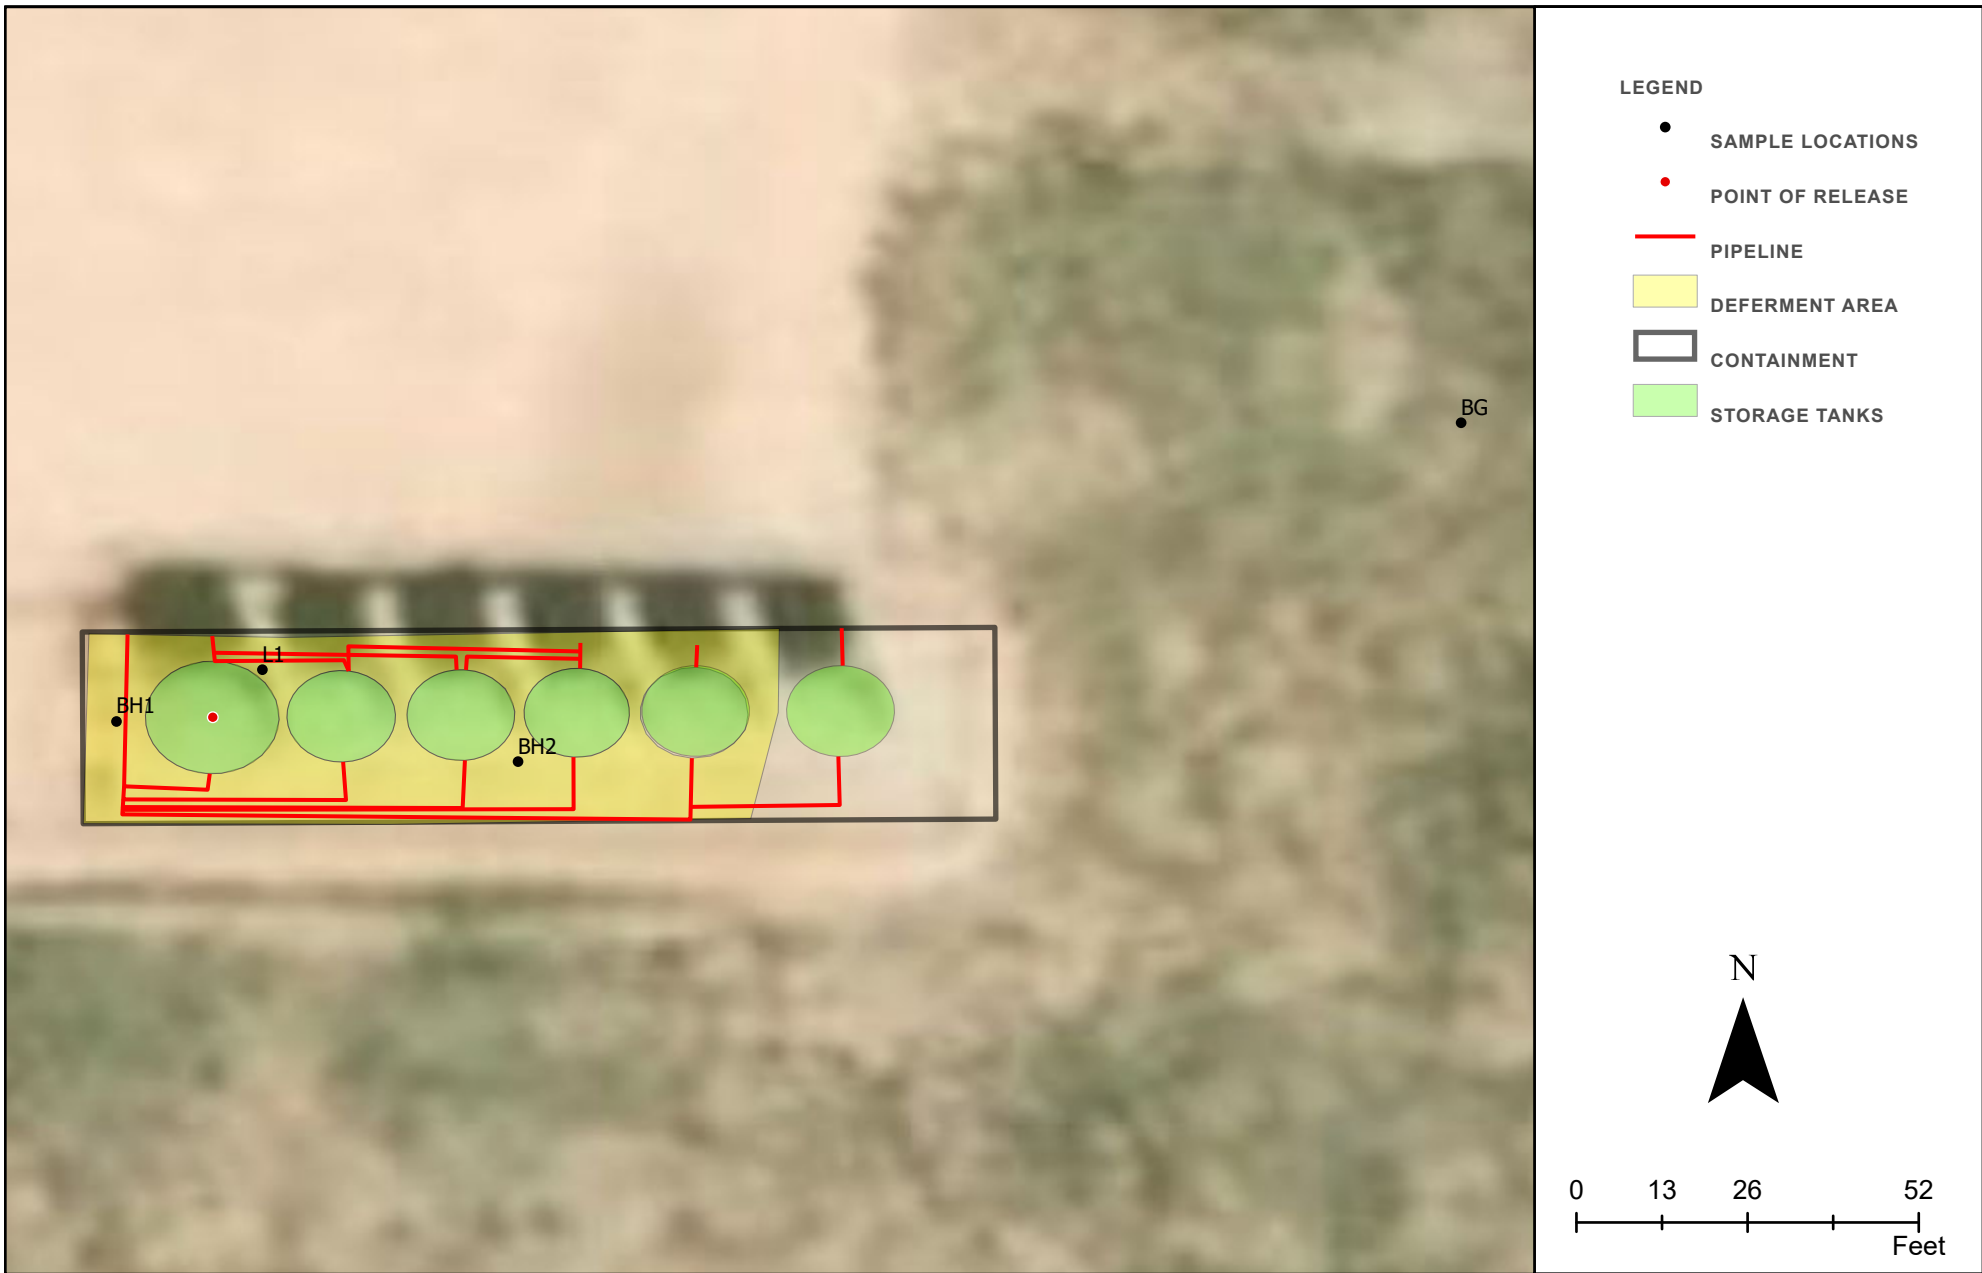 LEGEND
SAMPLE LOCATIONS
POINT OF RELEASE
PIPELINE
DEFERMENT AREA
CONTAINMENT
STORAGE TANKS
BG
L1
BH1
BH2
N
0 13 26 52
Feet